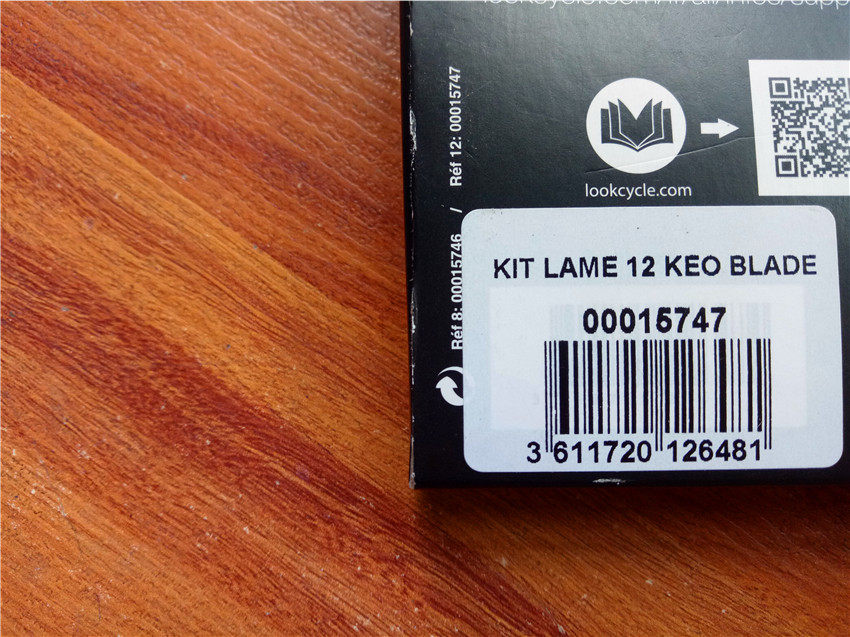 Réf 8: 00015746 / Réf 12: 00015747
lookcycle.com
KIT LAME 12 KEO BLADE
00015747
3 611720 126481